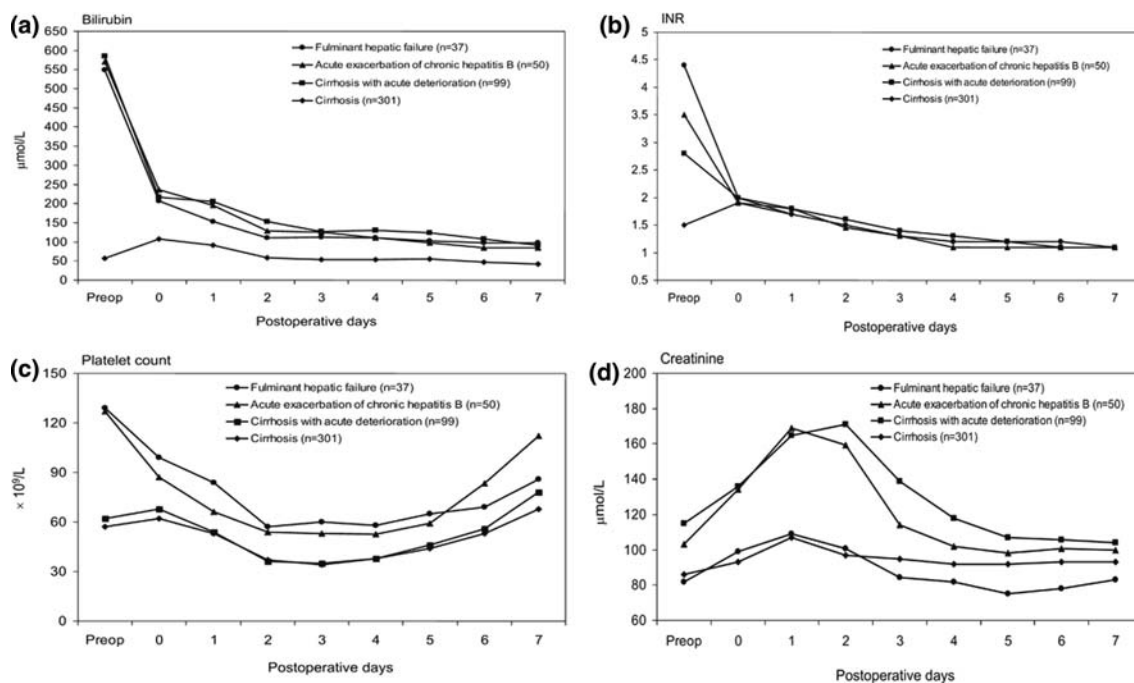 (a)
Bilirubin
650
600
550
500
450
400
350
300
250
200
150
100
50
0
μmol/L
Fulminant hepatic failure (n=37)
Acute exacerbation of chronic hepatitis B (n=50)
Cirrhosis with acute deterioration (n=99)
Cirrhosis (n=301)
Preop 0 1 2 3 4 5 6 7
Postoperative days
(b)
INR
5
4.5
4
3.5
3
2.5
2
1.5
1
0.5
Fulminant hepatic failure (n=37)
Acute exacerbation of chronic hepatitis B (n=50)
Cirrhosis with acute deterioration (n=99)
Cirrhosis (n=301)
Preop 0 1 2 3 4 5 6 7
Postoperative days
(c)
Platelet count
150
120
90
60
30
0
× 10⁹/L
Fulminant hepatic failure (n=37)
Acute exacerbation of chronic hepatitis B (n=50)
Cirrhosis with acute deterioration (n=99)
Cirrhosis (n=301)
Preop 0 1 2 3 4 5 6 7
Postoperative days
(d)
Creatinine
200
180
160
140
120
100
80
60
μmol/L
Fulminant hepatic failure (n=37)
Acute exacerbation of chronic hepatitis B (n=50)
Cirrhosis with acute deterioration (n=99)
Cirrhosis (n=301)
Preop 0 1 2 3 4 5 6 7
Postoperative days